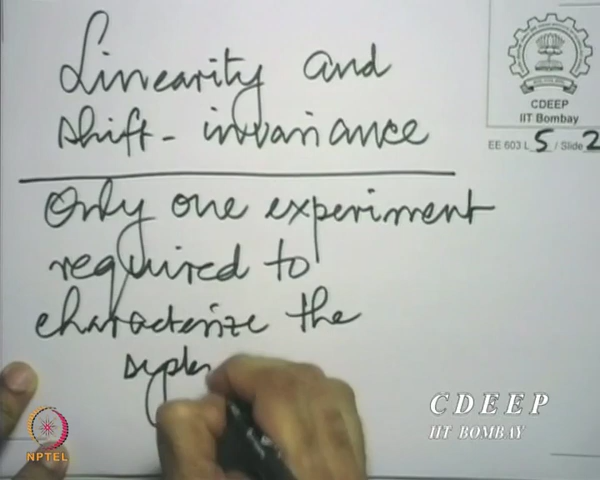 Linearity and
shift-invariance
Only one experiment
required to
characterize the
CDEEP
IIT Bombay
EE 603 L 5 / Slide 2
CDEEP
IIT BOMBAY
NPTEL